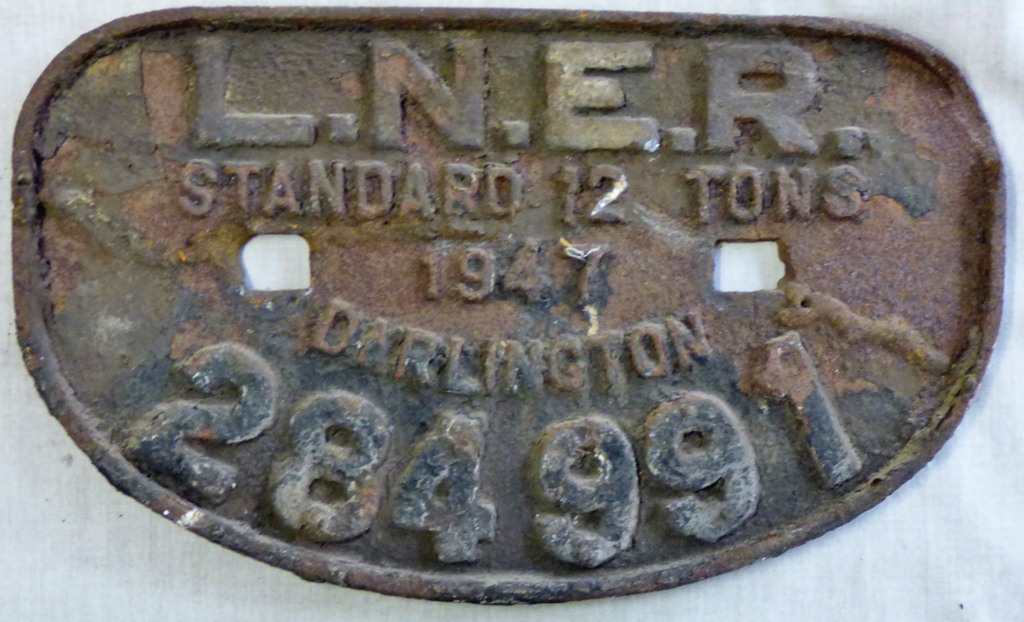 L.N.E.R.
STANDARD 12 TONS
1947
DARLINGTON
284991